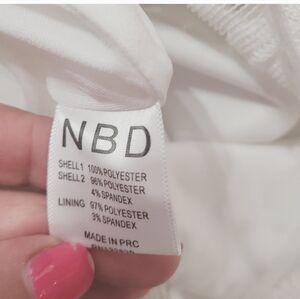 NBD
SHELL1 100% POLYESTER
SHELL2 96% POLYESTER
4% SPANDEX
LINING 97% POLYESTER
3% SPANDEX
MADE IN PRC